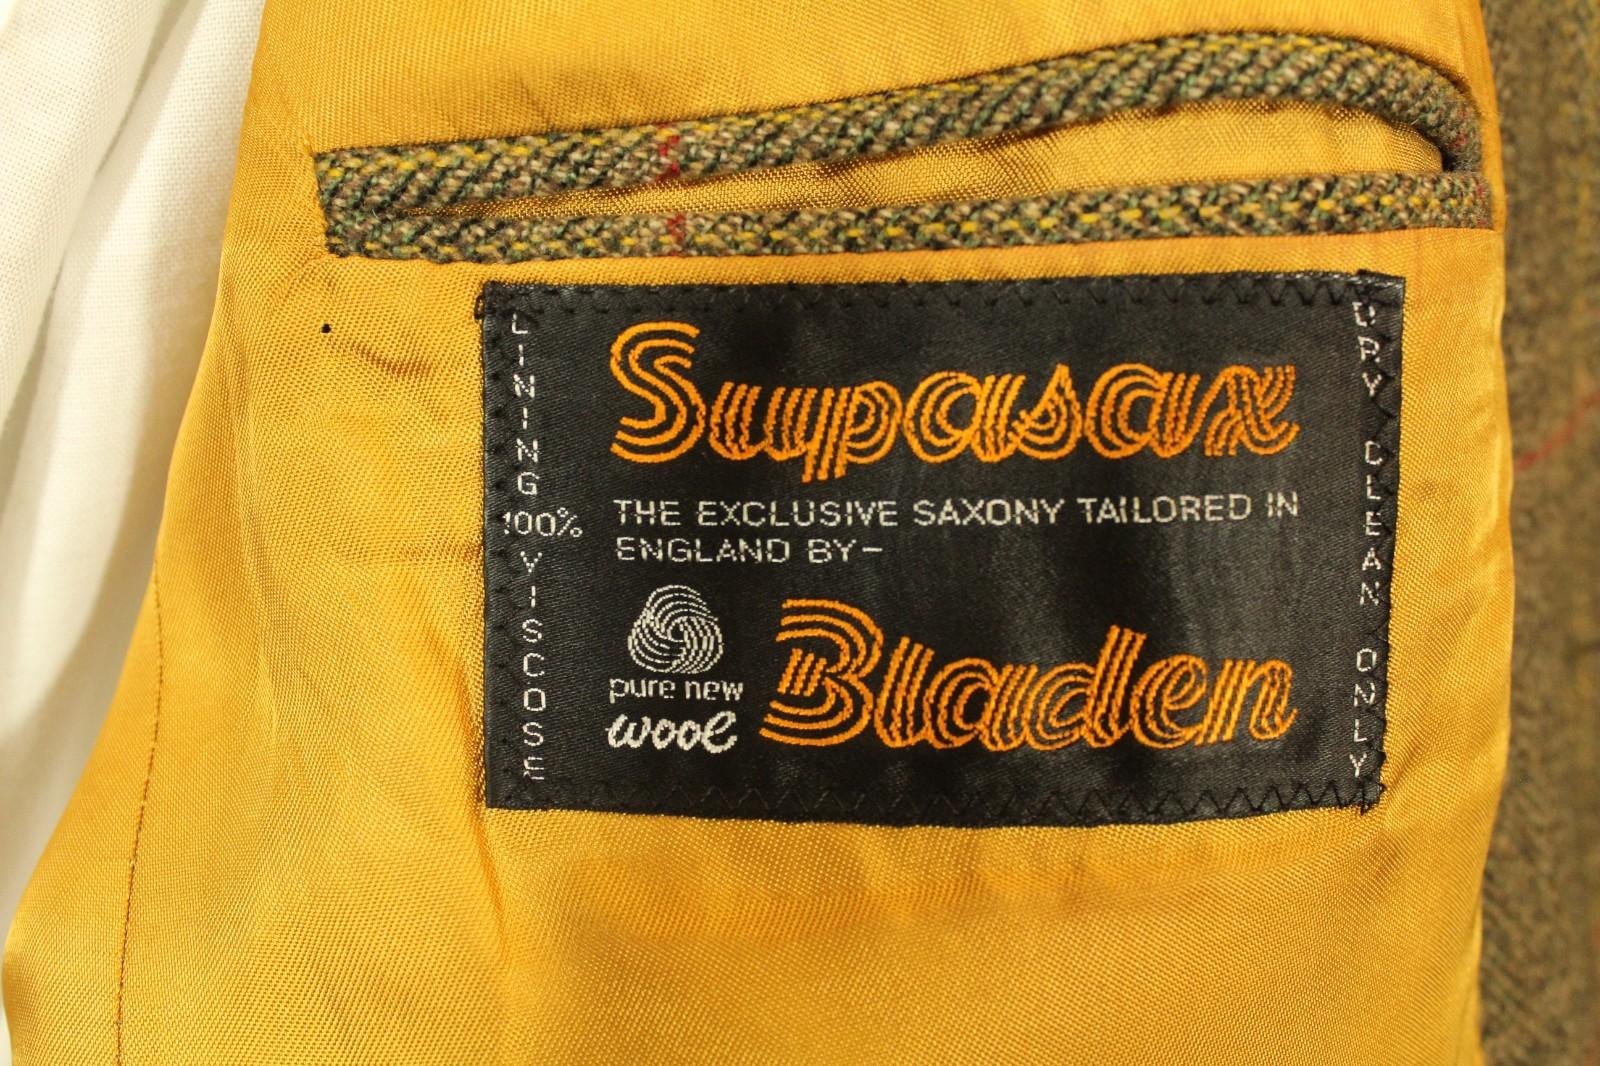 LINING 100% VISCOSE
Supasax
THE EXCLUSIVE SAXONY TAILORED IN
ENGLAND BY-
pure new
wool
Bladen
DRY CLEAN ONLY